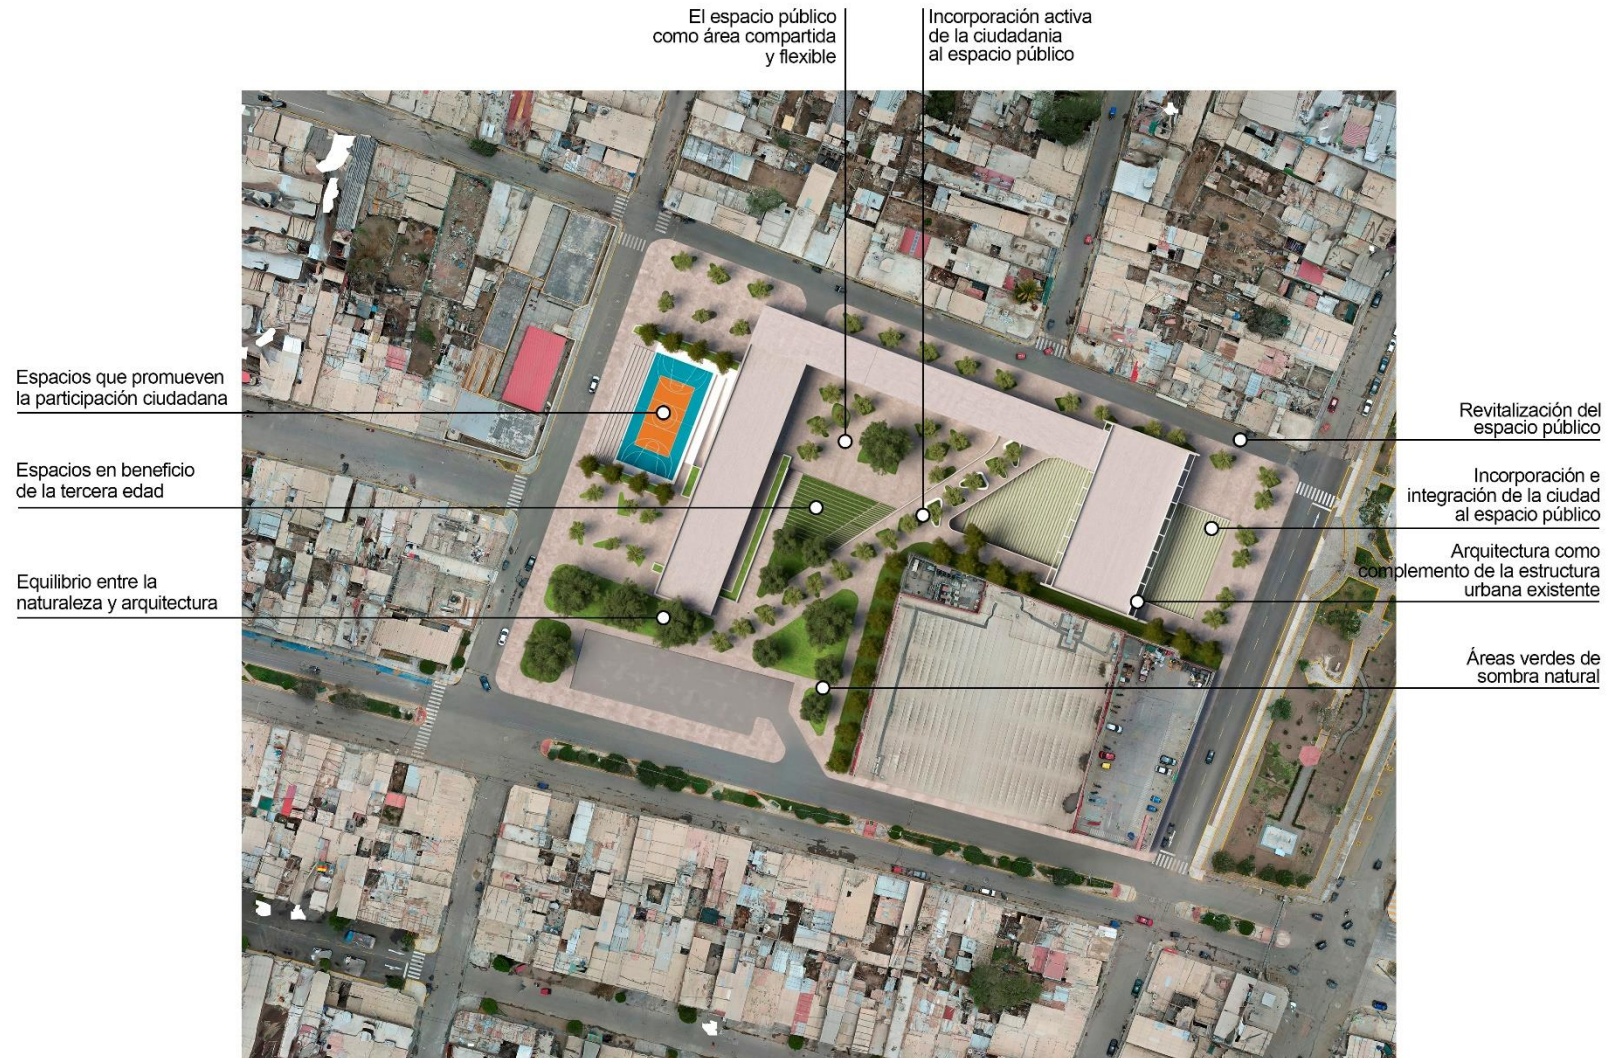 El espacio público
como área compartida
y flexible
Incorporación activa
de la ciudadania
al espacio público
Espacios que promueven
la participación ciudadana
Espacios en beneficio
de la tercera edad
Equilibrio entre la
naturaleza y arquitectura
Revitalización del
espacio público
Incorporación e
integración de la ciudad
al espacio público
Arquitectura como
complemento de la estructura
urbana existente
Áreas verdes de
sombra natural